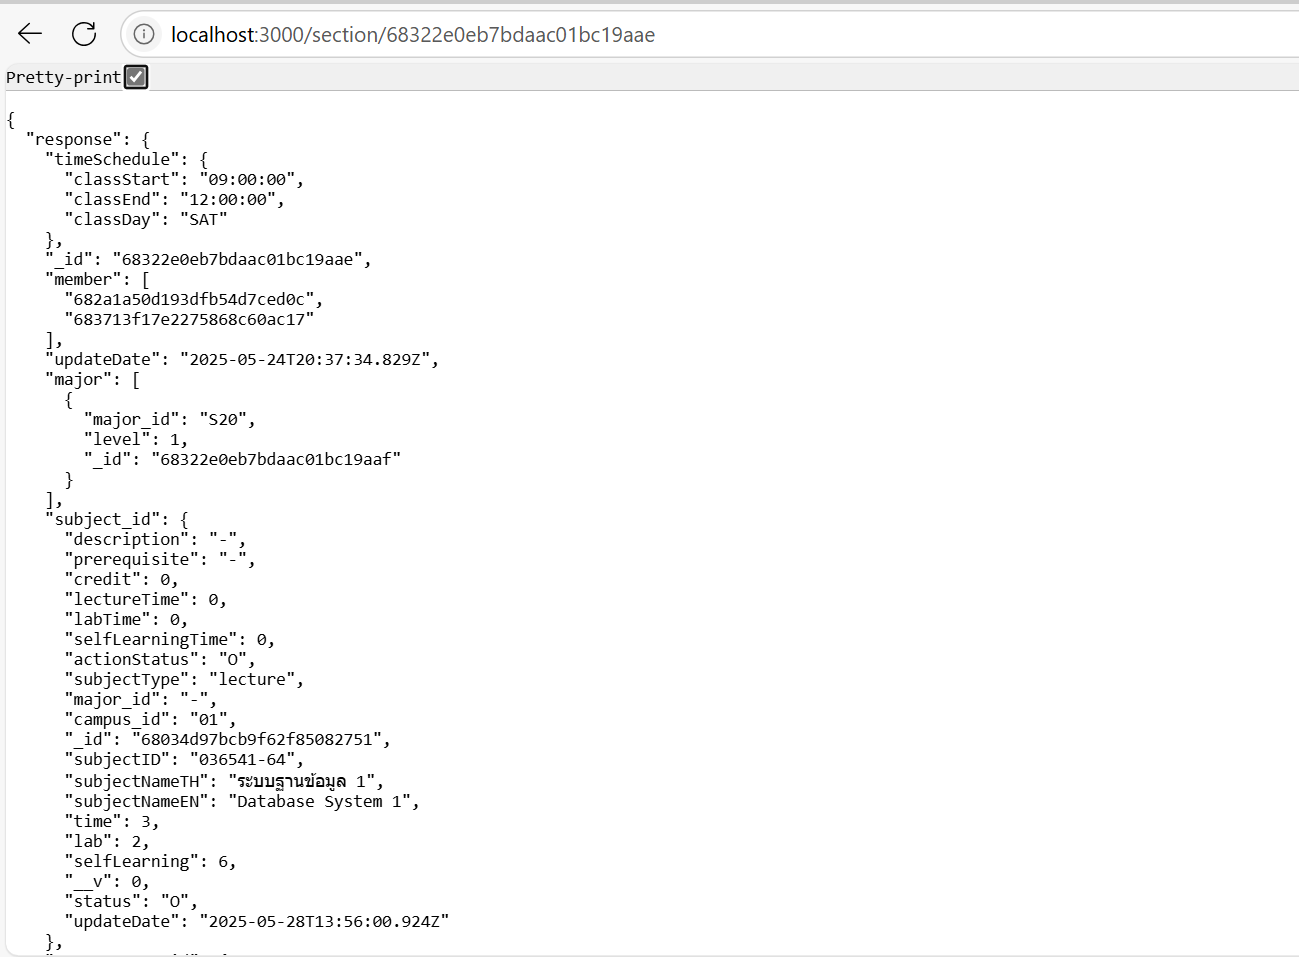 localhost:3000/section/68322e0eb7bdaac01bc19aae
Pretty-print
{
  "response": {
    "timeSchedule": {
      "classStart": "09:00:00",
      "classEnd": "12:00:00",
      "classDay": "SAT"
    },
    "_id": "68322e0eb7bdaac01bc19aae",
    "member": [
      "682a1a50d193dfb54d7ced0c",
      "683713f17e2275868c60ac17"
    ],
    "updateDate": "2025-05-24T20:37:34.829Z",
    "major": [
      {
        "major_id": "S20",
        "level": 1,
        "_id": "68322e0eb7bdaac01bc19aaf"
      }
    ],
    "subject_id": {
      "description": "-",
      "prerequisite": "-",
      "credit": 0,
      "lectureTime": 0,
      "labTime": 0,
      "selfLearningTime": 0,
      "actionStatus": "O",
      "subjectType": "lecture",
      "major_id": "-",
      "campus_id": "01",
      "_id": "68034d97bcb9f62f85082751",
      "subjectID": "036541-64",
      "subjectNameTH": "ระบบฐานข้อมูล 1",
      "subjectNameEN": "Database System 1",
      "time": 3,
      "lab": 2,
      "selfLearning": 6,
      "__v": 0,
      "status": "O",
      "updateDate": "2025-05-28T13:56:00.924Z"
    },